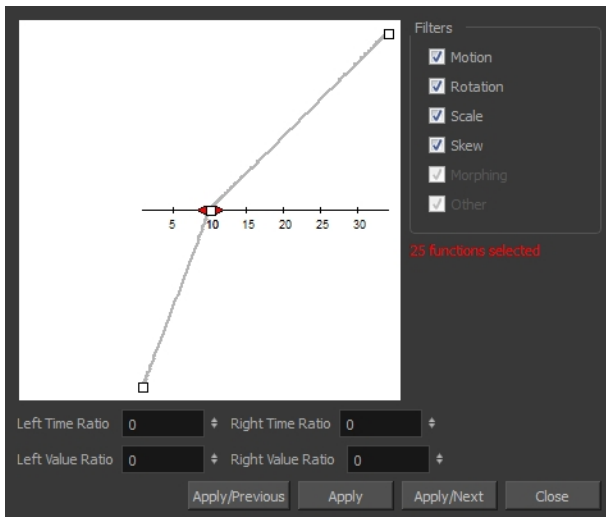 Filters
Motion
Rotation
Scale
Skew
Morphing
Other
5 10 15 20 25 30
25 functions selected
Left Time Ratio 0 Right Time Ratio 0
Left Value Ratio 0 Right Value Ratio 0
Apply/Previous Apply Apply/Next Close